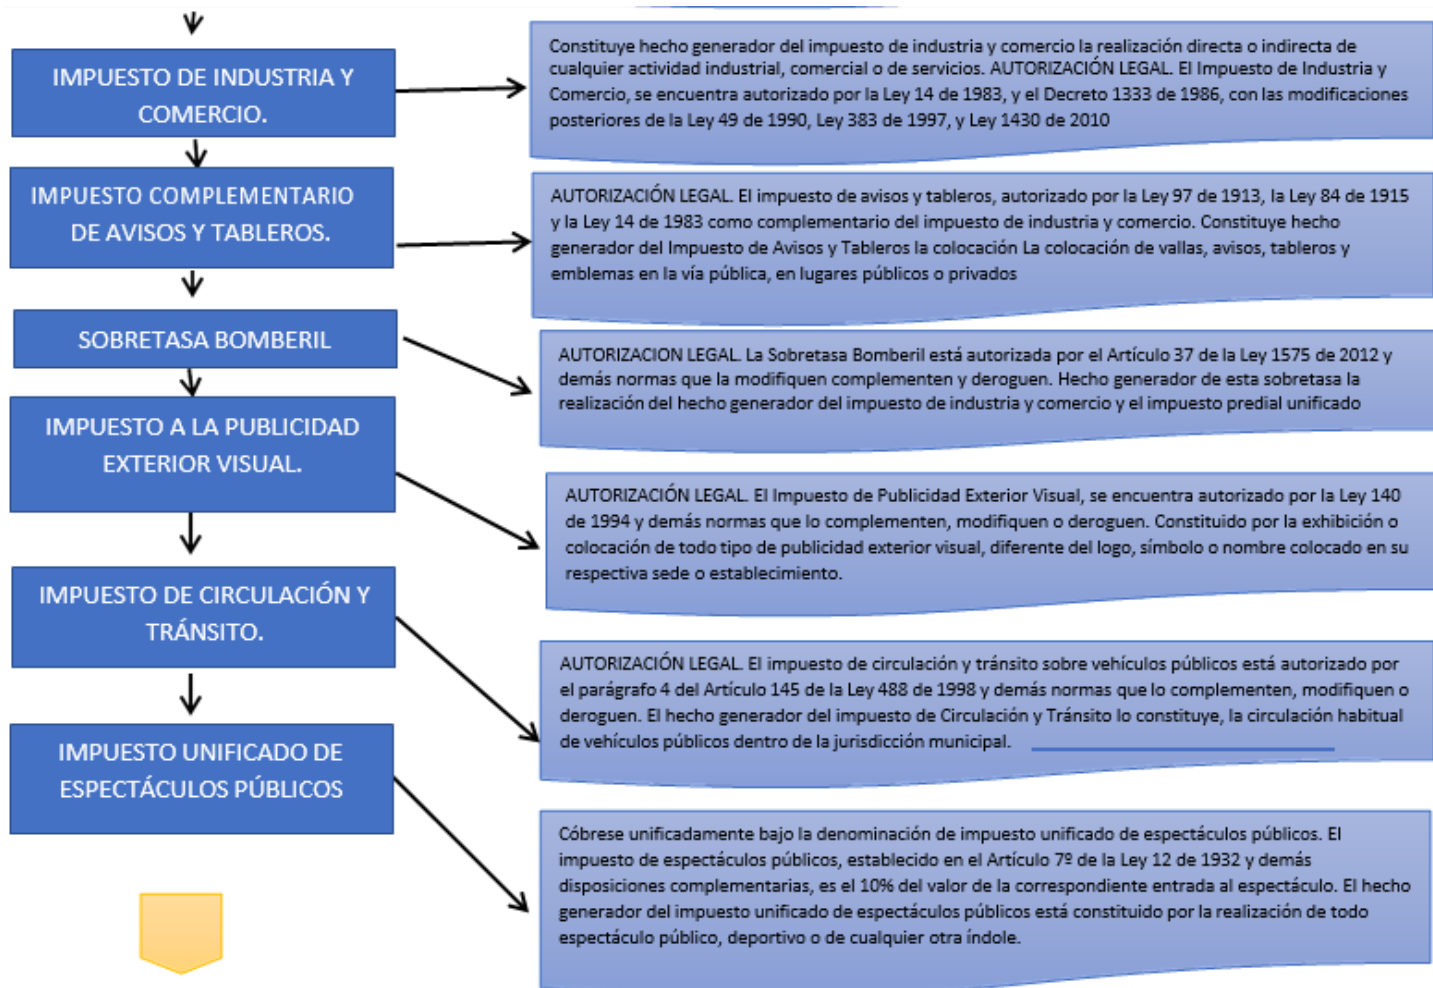 IMPUESTO DE INDUSTRIA Y
COMERCIO.
Constituye hecho generador del impuesto de industria y comercio la realización directa o indirecta de
cualquier actividad industrial, comercial o de servicios. AUTORIZACIÓN LEGAL. El Impuesto de Industria y
Comercio, se encuentra autorizado por la Ley 14 de 1983, y el Decreto 1333 de 1986, con las modificaciones
posteriores de la Ley 49 de 1990, Ley 383 de 1997, y Ley 1430 de 2010
IMPUESTO COMPLEMENTARIO
DE AVISOS Y TABLEROS.
AUTORIZACIÓN LEGAL. El impuesto de avisos y tableros, autorizado por la Ley 97 de 1913, la Ley 84 de 1915
y la Ley 14 de 1983 como complementario del impuesto de industria y comercio. Constituye hecho
generador del Impuesto de Avisos y Tableros la colocación La colocación de vallas, avisos, tableros y
emblemas en la vía pública, en lugares públicos o privados
SOBRETASA BOMBERIL
AUTORIZACION LEGAL. La Sobretasa Bomberil está autorizada por el Artículo 37 de la Ley 1575 de 2012 y
demás normas que la modifiquen complementen y deroguen. Hecho generador de esta sobretasa la
realización del hecho generador del impuesto de industria y comercio y el impuesto predial unificado
IMPUESTO A LA PUBLICIDAD
EXTERIOR VISUAL.
AUTORIZACIÓN LEGAL. El Impuesto de Publicidad Exterior Visual, se encuentra autorizado por la Ley 140
de 1994 y demás normas que lo complementen, modifiquen o deroguen. Constituido por la exhibición o
colocación de todo tipo de publicidad exterior visual, diferente del logo, símbolo o nombre colocado en su
respectiva sede o establecimiento.
IMPUESTO DE CIRCULACIÓN Y
TRÁNSITO.
AUTORIZACIÓN LEGAL. El impuesto de circulación y tránsito sobre vehículos públicos está autorizado por
el parágrafo 4 del Artículo 145 de la Ley 488 de 1998 y demás normas que lo complementen, modifiquen o
deroguen. El hecho generador del impuesto de Circulación y Tránsito lo constituye, la circulación habitual
de vehículos públicos dentro de la jurisdicción municipal.
IMPUESTO UNIFICADO DE
ESPECTÁCULOS PÚBLICOS
Cóbrese unificadamente bajo la denominación de impuesto unificado de espectáculos públicos. El
impuesto de espectáculos públicos, establecido en el Artículo 7º de la Ley 12 de 1932 y demás
disposiciones complementarias, es el 10% del valor de la correspondiente entrada al espectáculo. El hecho
generador del impuesto unificado de espectáculos públicos está constituido por la realización de todo
espectáculo público, deportivo o de cualquier otra índole.